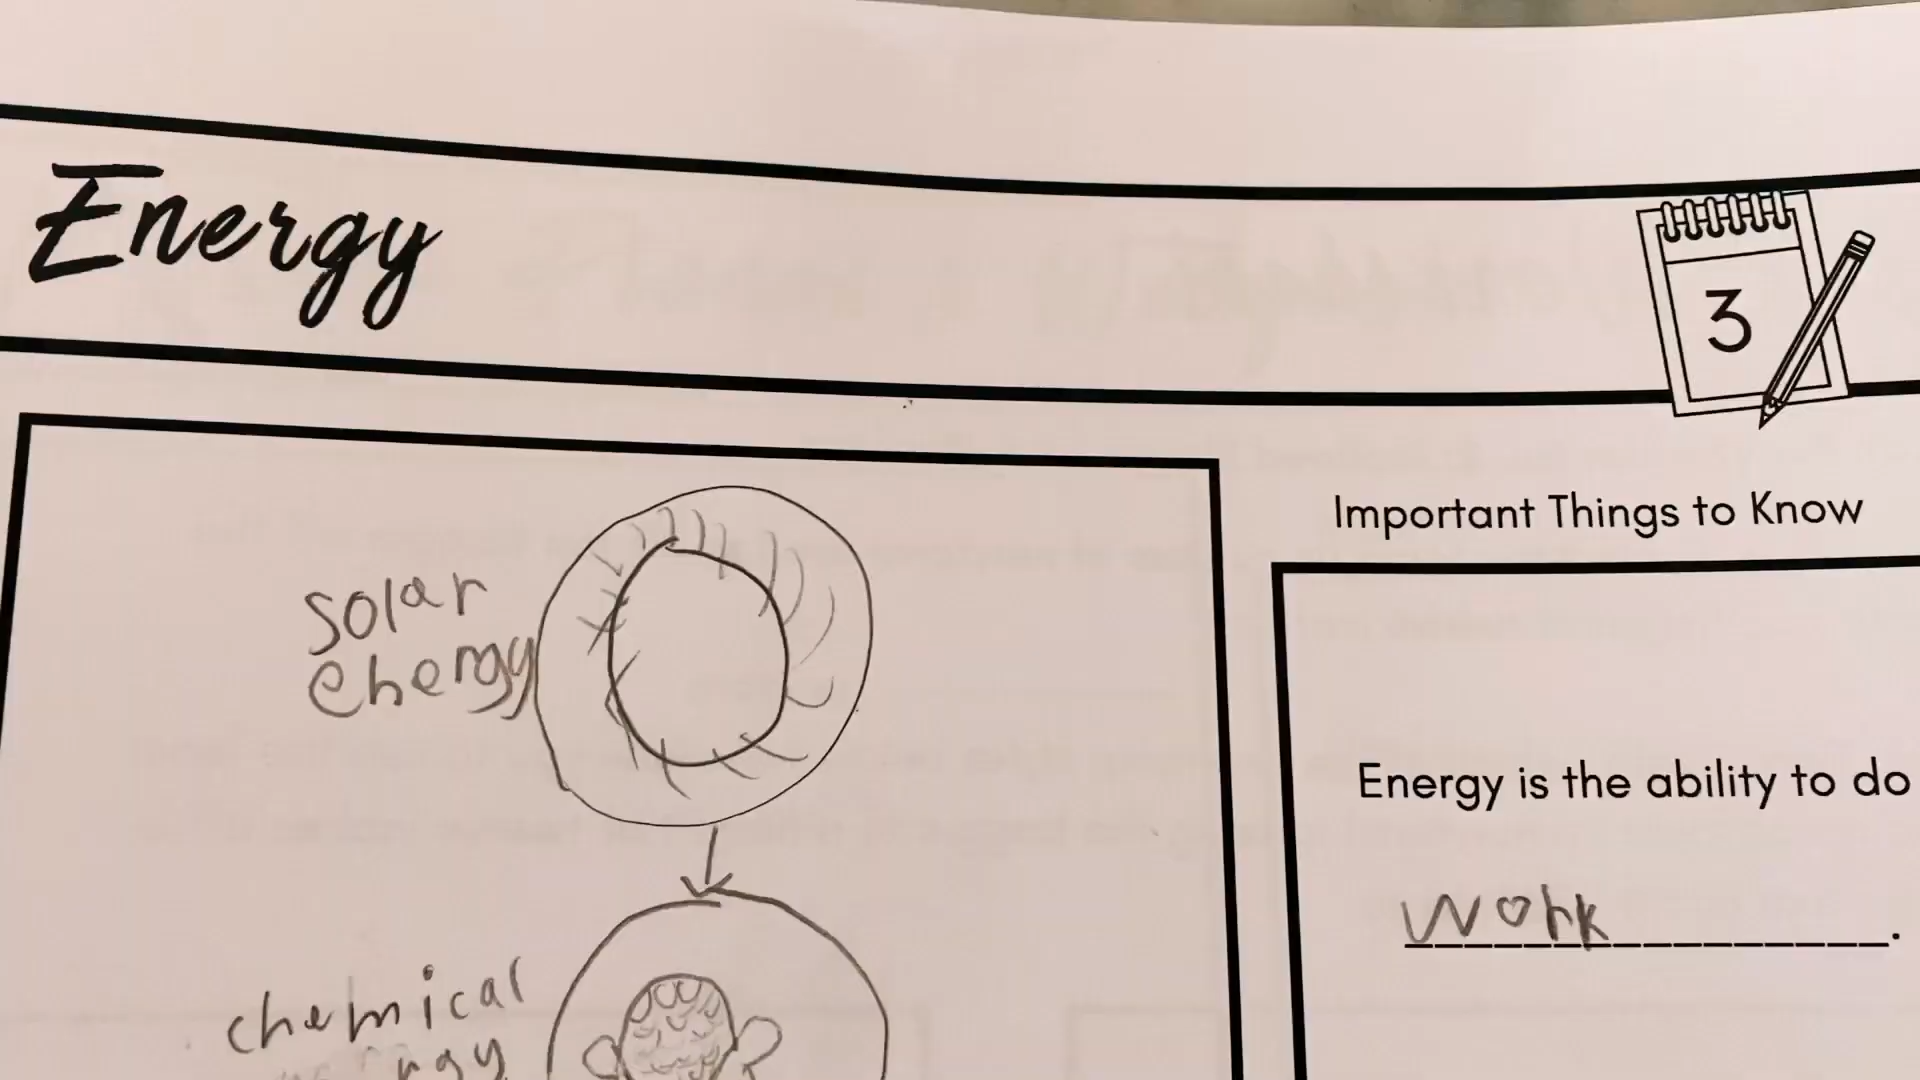 Energy
3
solar
energy
chemical
Important Things to Know
Energy is the ability to do
work.